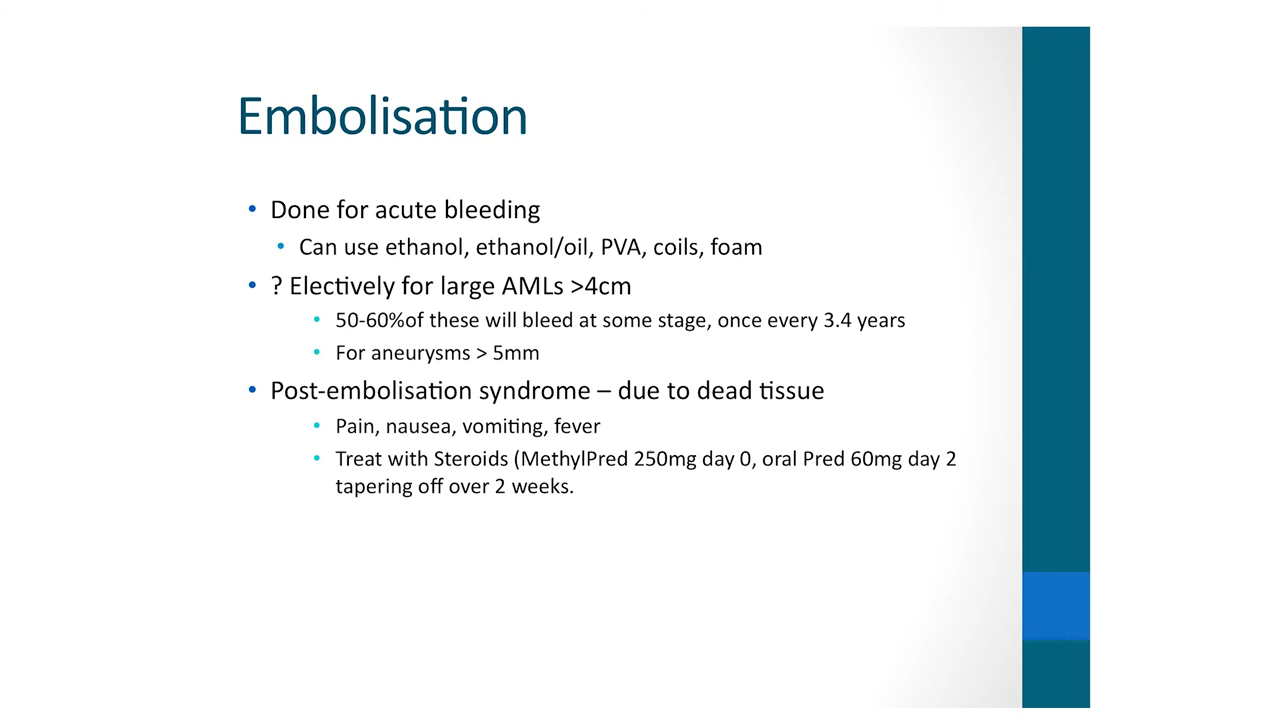 Embolisation
• Done for acute bleeding
• Can use ethanol, ethanol/oil, PVA, coils, foam
• ? Electively for large AMLs >4cm
• 50-60%of these will bleed at some stage, once every 3.4 years
• For aneurysms > 5mm
• Post-embolisation syndrome – due to dead tissue
• Pain, nausea, vomiting, fever
• Treat with Steroids (MethylPred 250mg day 0, oral Pred 60mg day 2
tapering off over 2 weeks.